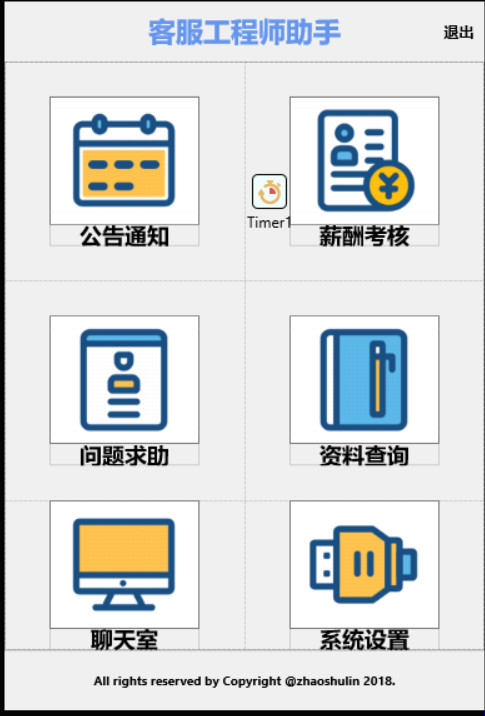 客服工程师助手
退出
Timer1
公告通知
薪酬考核
问题求助
资料查询
聊天室
系统设置
All rights reserved by Copyright @zhaoshulin 2018.